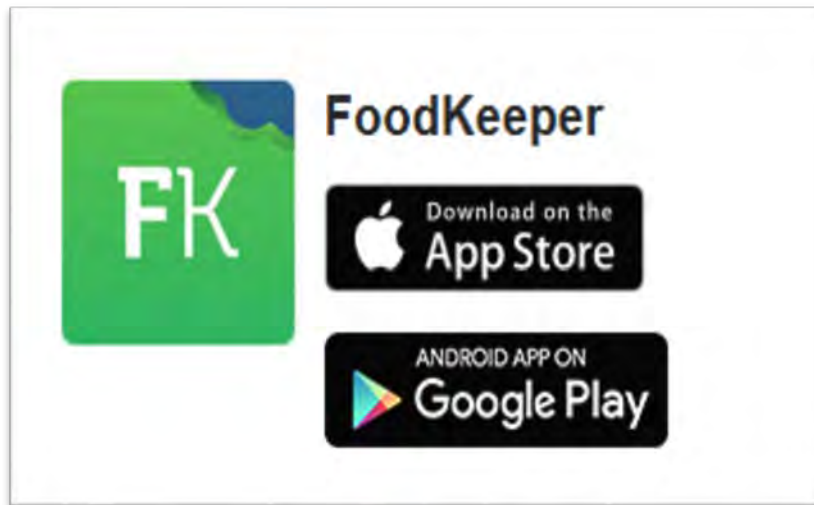 FK
FoodKeeper
Download on the
App Store
ANDROID APP ON
Google Play